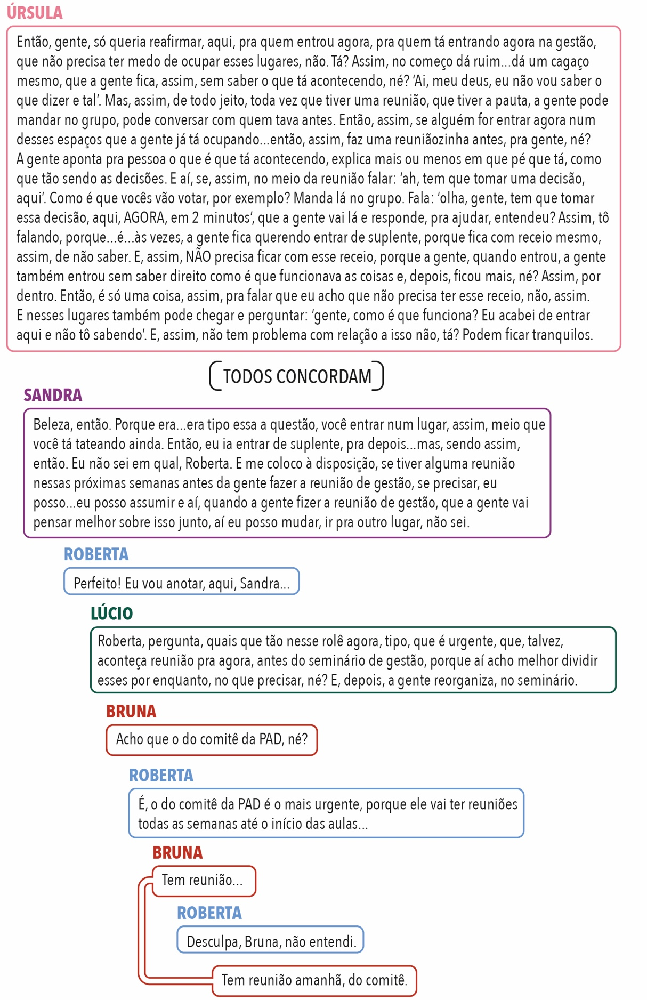 ÚRSULA
Então, gente, só queria reafirmar, aqui, pra quem entrou agora, pra quem tá entrando agora na gestão,
que não precisa ter medo de ocupar esses lugares, não. Tá? Assim, no começo dá ruim...dá um cagaço
mesmo, que a gente fica, assim, sem saber o que tá acontecendo, né? ‘Ai, meu deus, eu não vou saber o
que dizer e tal’. Mas, assim, de todo jeito, toda vez que tiver uma reunião, que tiver a pauta, a gente pode
mandar no grupo, pode conversar com quem tava antes. Então, assim, se alguém for entrar agora num
desses espaços que a gente já tá ocupando...então, assim, faz uma reuniãozinha antes, pra gente, né?
A gente aponta pra pessoa o que é que tá acontecendo, explica mais ou menos em que pé que tá, como
que tão sendo as decisões. E aí, se, assim, no meio da reunião falar: ‘ah, tem que tomar uma decisão,
aqui’. Como é que vocês vão votar, por exemplo? Manda lá no grupo. Fala: ‘olha, gente, tem que tomar
essa decisão, aqui, AGORA, em 2 minutos’, que a gente vai lá e responde, pra ajudar, entendeu? Assim, tô
falando, porque...é...às vezes, a gente fica querendo entrar de suplente, porque fica com receio mesmo,
assim, de não saber. E, assim, NÃO precisa ficar com esse receio, porque a gente, quando entrou, a gente
também entrou sem saber direito como é que funcionava as coisas e, depois, ficou mais, né? Assim, por
dentro. Então, é só uma coisa, assim, pra falar que eu acho que não precisa ter esse receio, não, assim.
E nesses lugares também pode chegar e perguntar: ‘gente, como é que funciona? Eu acabei de entrar
aqui e não tô sabendo’. E, assim, não tem problema com relação a isso não, tá? Podem ficar tranquilos.
TODOS CONCORDAM
SANDRA
Beleza, então. Porque era...era tipo essa a questão, você entrar num lugar, assim, meio que
você tá tateando ainda. Então, eu ia entrar de suplente, pra depois...mas, sendo assim,
então. Eu não sei em qual, Roberta. E me coloco à disposição, se tiver alguma reunião
nessas próximas semanas antes da gente fazer a reunião de gestão, se precisar, eu
posso...eu posso assumir e aí, quando a gente fizer a reunião de gestão, que a gente vai
pensar melhor sobre isso junto, aí eu posso mudar, ir pra outro lugar, não sei.
ROBERTA
Perfeito! Eu vou anotar, aqui, Sandra...
LÚCIO
Roberta, pergunta, quais que tão nesse rolê agora, tipo, que é urgente, que, talvez,
aconteça reunião pra agora, antes do seminário de gestão, porque aí acho melhor dividir
esses por enquanto, no que precisar, né? E, depois, a gente reorganiza, no seminário.
BRUNA
Acho que o do comitê da PAD, né?
ROBERTA
É, o do comitê da PAD é o mais urgente, porque ele vai ter reuniões
todas as semanas até o início das aulas...
BRUNA
Tem reunião...
ROBERTA
Desculpa, Bruna, não entendi.
Tem reunião amanhã, do comitê.